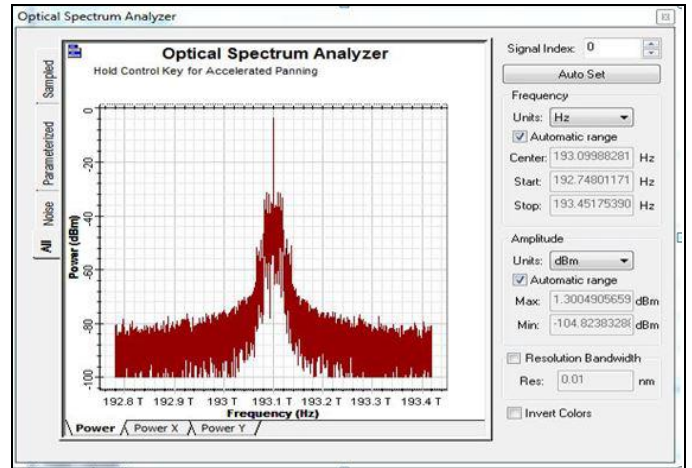 Optical Spectrum Analyzer
Signal Index: 0
Auto Set
Frequency
Units: Hz
Automatic range
Center: 193.09988281 Hz
Start: 192.74801171 Hz
Stop: 193.45175390 Hz
Amplitude
Units: dBm
Automatic range
Max: 1.3004905659 dBm
Min: -104.8238328 dBm
Resolution Bandwidth
Res: 0.01 nm
Invert Colors
Sampled
Parameterized
Noise
All
Optical Spectrum Analyzer
Hold Control Key for Accelerated Panning
Power (dBm)
0
-20
-40
-60
-80
-100
192.8 T 192.9 T 193 T 193.1 T 193.2 T 193.3 T 193.4 T
Frequency (Hz)
Power Power X Power Y